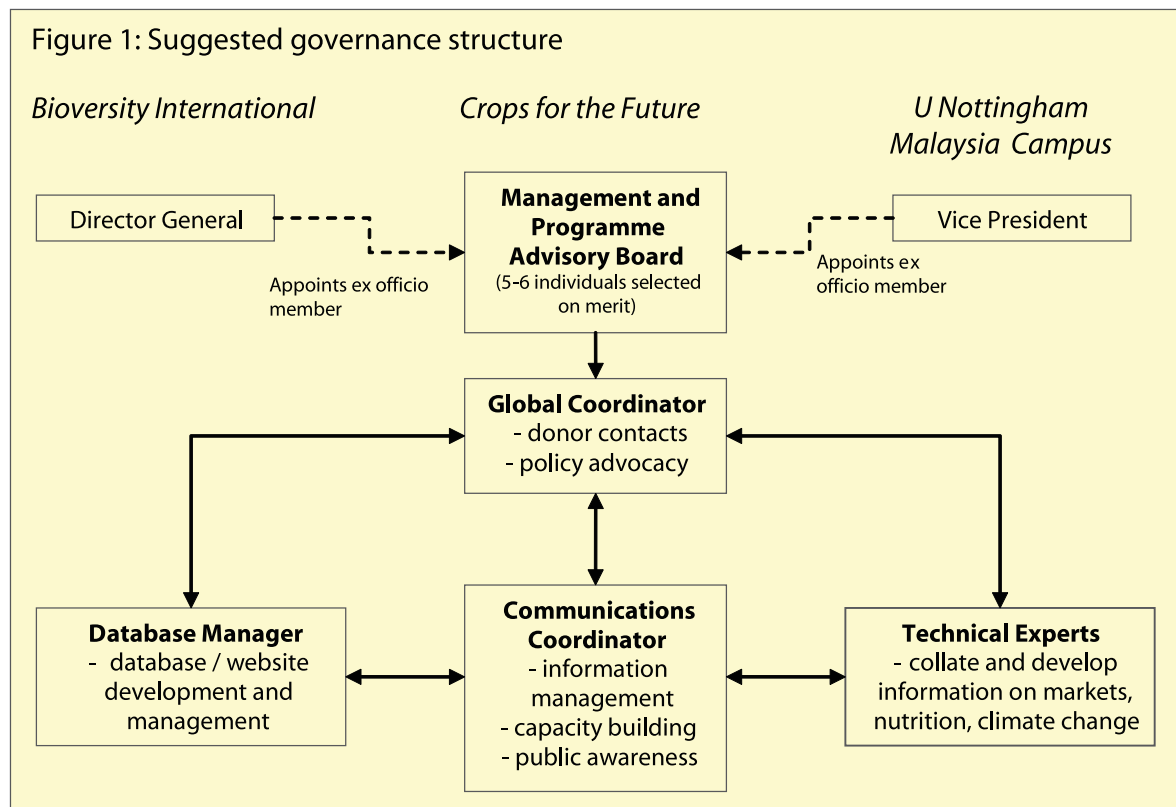 Figure 1: Suggested governance structure
Bioversity International
Crops for the Future
U Nottingham
Malaysia Campus
Director General
Management and
Programme
Advisory Board
(5-6 individuals selected
on merit)
Vice President
Appoints ex officio
member
Appoints ex
officio member
Global Coordinator
- donor contacts
- policy advocacy
Database Manager
- database / website
development and
management
Communications
Coordinator
- information
management
- capacity building
- public awareness
Technical Experts
- collate and develop
information on markets,
nutrition, climate change